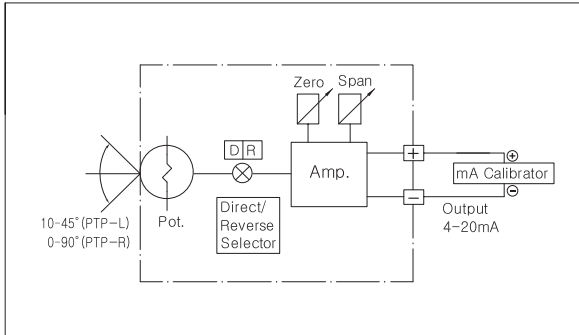 Zero Span
D R
+
⊕
Amp.
mA Calibrator
−
⊖
10-45°(PTP-L)
0-90°(PTP-R)
Pot.
Direct/
Reverse
Selector
Output
4-20mA